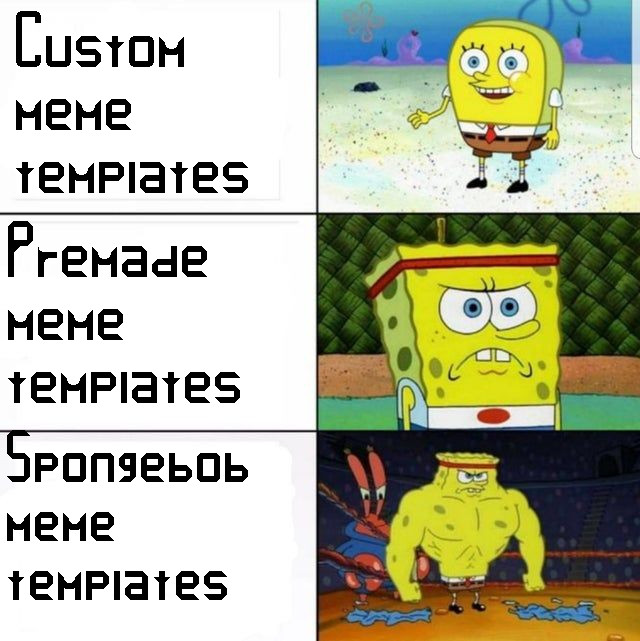 Custom
meme
templates
Premade
meme
templates
Spongebob
meme
templates